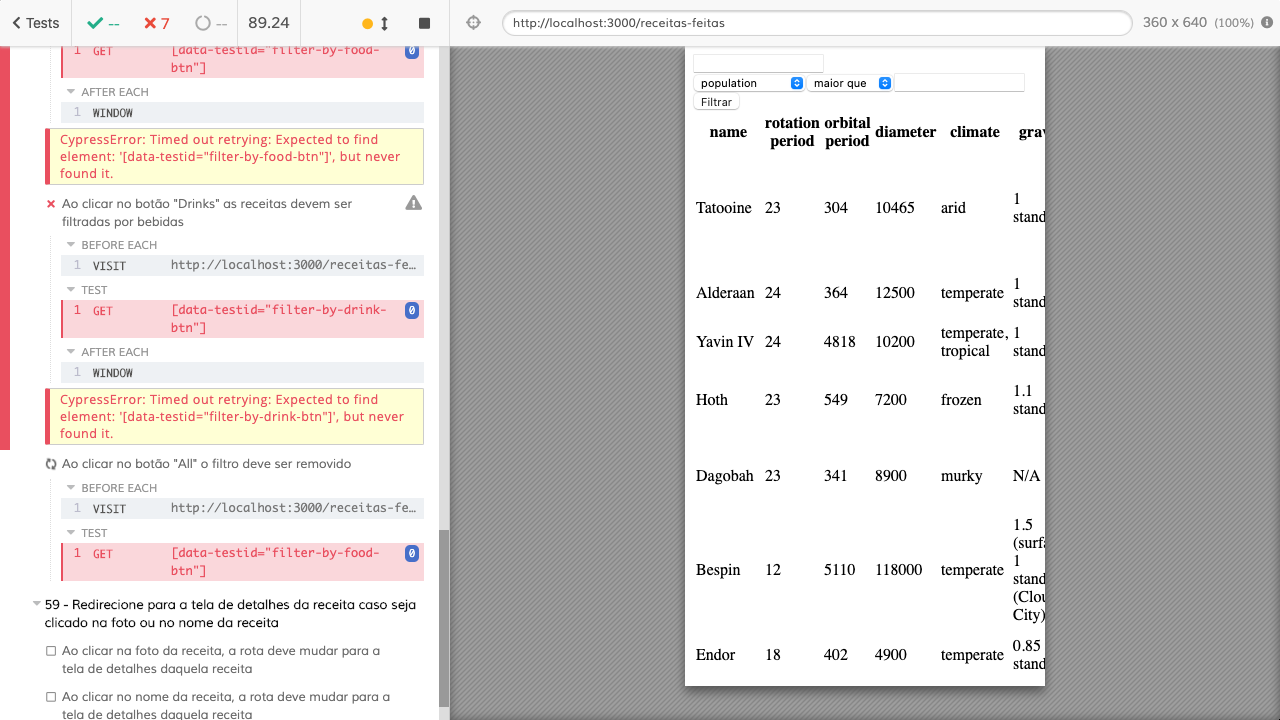 Tests
--
7
--
89.24
http://localhost:3000/receitas-feitas
360 x 640 (100%)
1 GET [data-testid="filter-by-food-btn"] 0
AFTER EACH
1 WINDOW
CypressError: Timed out retrying: Expected to find
element: '[data-testid="filter-by-food-btn"]', but never
found it.
Ao clicar no botão "Drinks" as receitas devem ser
filtradas por bebidas
BEFORE EACH
1 VISIT http://localhost:3000/receitas-fe…
TEST
1 GET [data-testid="filter-by-drink-btn"] 0
AFTER EACH
1 WINDOW
CypressError: Timed out retrying: Expected to find
element: '[data-testid="filter-by-drink-btn"]', but never
found it.
Ao clicar no botão "All" o filtro deve ser removido
BEFORE EACH
1 VISIT http://localhost:3000/receitas-fe…
TEST
1 GET [data-testid="filter-by-food-btn"] 0
59 - Redirecione para a tela de detalhes da receita caso seja
clicado na foto ou no nome da receita
Ao clicar na foto da receita, a rota deve mudar para a
tela de detalhes daquela receita
Ao clicar no nome da receita, a rota deve mudar para a
tela de detalhes daquela receita
population maior que
Filtrar
name rotation period orbital period diameter climate grav
Tatooine 23 304 10465 arid 1 stand
Alderaan 24 364 12500 temperate 1 stand
Yavin IV 24 4818 10200 temperate, tropical 1 stand
Hoth 23 549 7200 frozen 1.1 stand
Dagobah 23 341 8900 murky N/A
Bespin 12 5110 118000 temperate 1.5 (surfa 1 stand (Clou City)
Endor 18 402 4900 temperate 0.85 stand